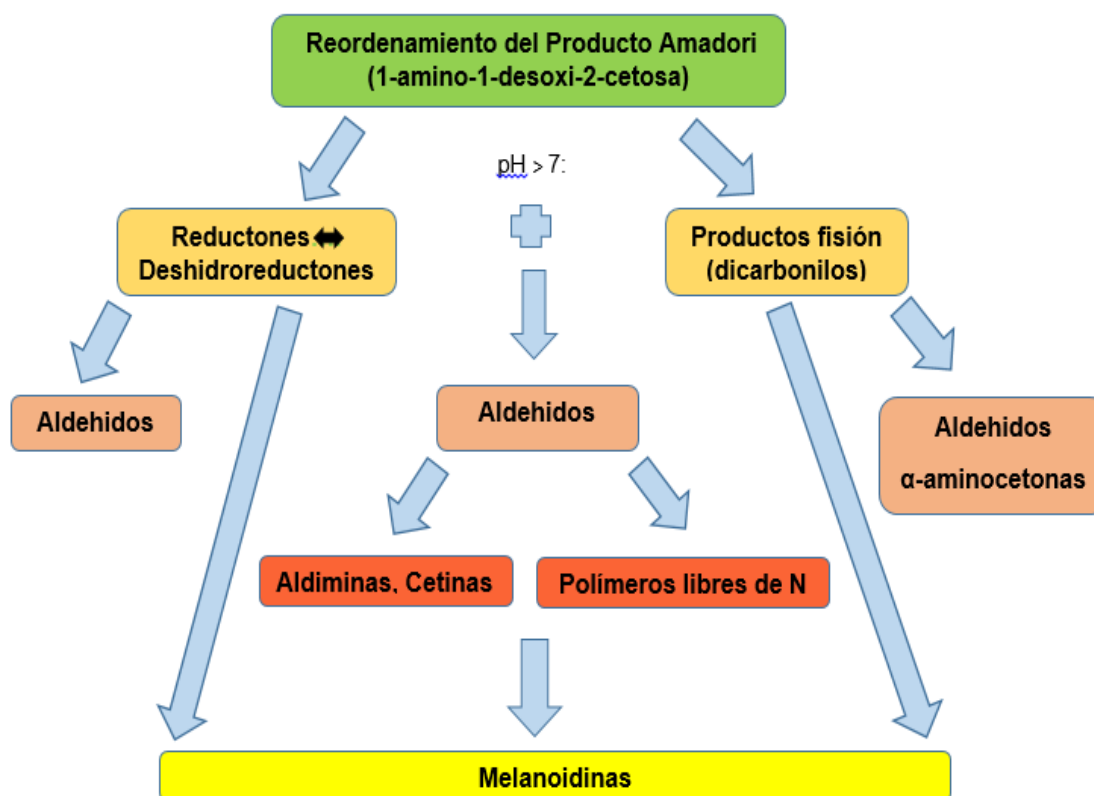 Reordenamiento del Producto Amadori
(1-amino-1-desoxi-2-cetosa)
pH > 7:
Reductones
Deshidroreductones
Productos fisión
(dicarbonilos)
Aldehidos
Aldehidos
Aldehidos
α-aminocetonas
Aldiminas, Cetinas
Polímeros libres de N
Melanoidinas